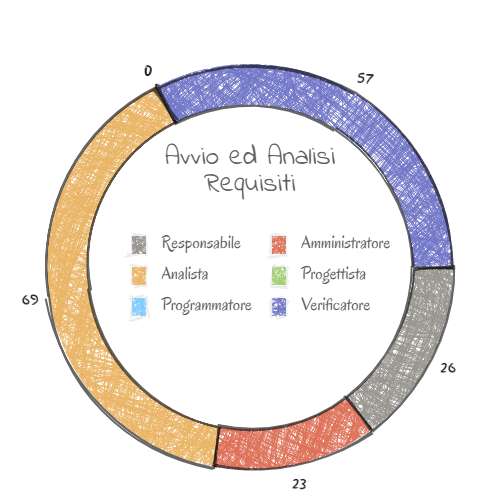 0
57
Avvio ed Analisi
Requisiti
Responsabile
Amministratore
Analista
Progettista
Programmatore
Verificatore
69
26
23